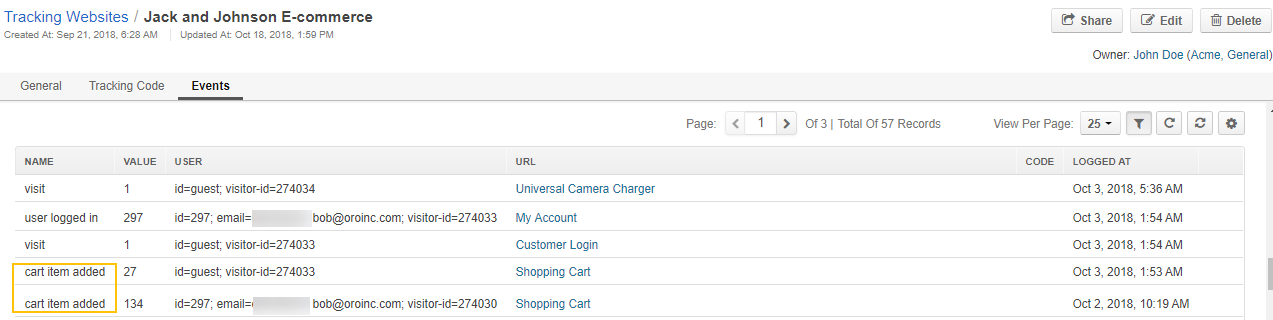 Tracking Websites / Jack and Johnson E-commerce
Share Edit Delete
Created At: Sep 21, 2018, 6:28 AM Updated At: Oct 18, 2018, 1:59 PM
Owner: John Doe (Acme, General)
General Tracking Code Events
Page: 1 Of 3 | Total Of 57 Records View Per Page: 25
NAME VALUE USER URL CODE LOGGED AT
visit 1 id=guest; visitor-id=274034 Universal Camera Charger Oct 3, 2018, 5:36 AM
user logged in 297 id=297; email= bob@oroinc.com; visitor-id=274033 My Account Oct 3, 2018, 1:54 AM
visit 1 id=guest; visitor-id=274033 Customer Login Oct 3, 2018, 1:54 AM
cart item added 27 id=guest; visitor-id=274033 Shopping Cart Oct 3, 2018, 1:53 AM
cart item added 134 id=297; email= bob@oroinc.com; visitor-id=274030 Shopping Cart Oct 2, 2018, 10:19 AM